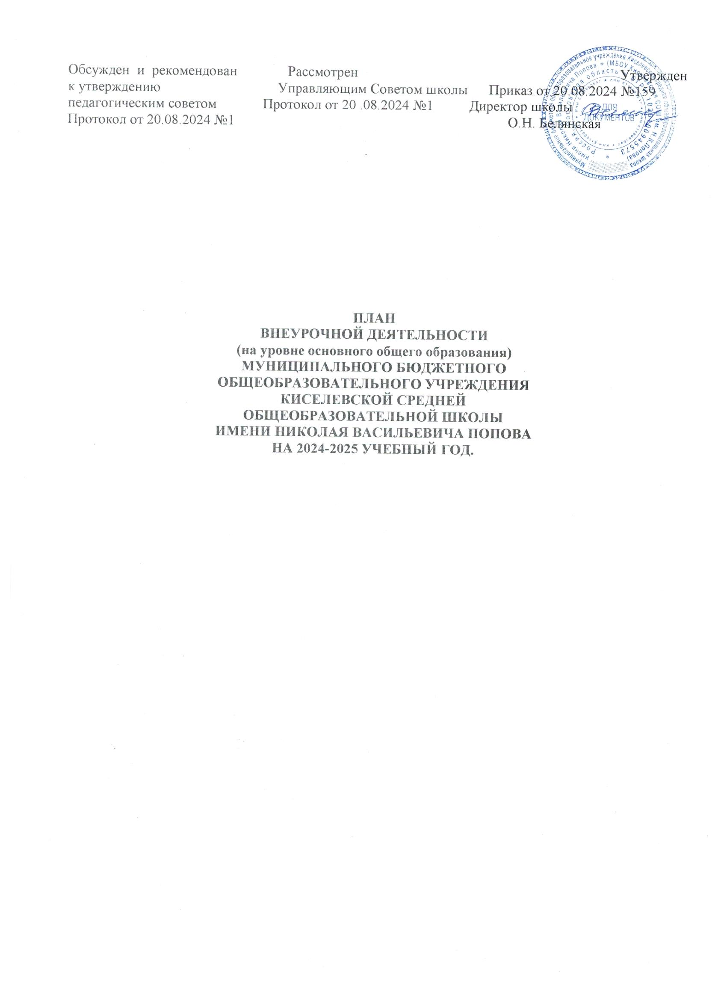 Обсужден и рекомендован
к утверждению
педагогическим советом
Протокол от 20.08.2024 №1
Рассмотрен
Управляющим Советом школы
Протокол от 20 .08.2024 №1
Утвержден
Приказ от 20.08.2024 №159
Директор школы
О.Н. Белянская
ДЛЯ
ДОКУМЕНТОВ
ПЛАН
ВНЕУРОЧНОЙ ДЕЯТЕЛЬНОСТИ
(на уровне основного общего образования)
МУНИЦИПАЛЬНОГО БЮДЖЕТНОГО
ОБЩЕОБРАЗОВАТЕЛЬНОГО УЧРЕЖДЕНИЯ
КИСЕЛЕВСКОЙ СРЕДНЕЙ
ОБЩЕОБРАЗОВАТЕЛЬНОЙ ШКОЛЫ
ИМЕНИ НИКОЛАЯ ВАСИЛЬЕВИЧА ПОПОВА
НА 2024-2025 УЧЕБНЫЙ ГОД.